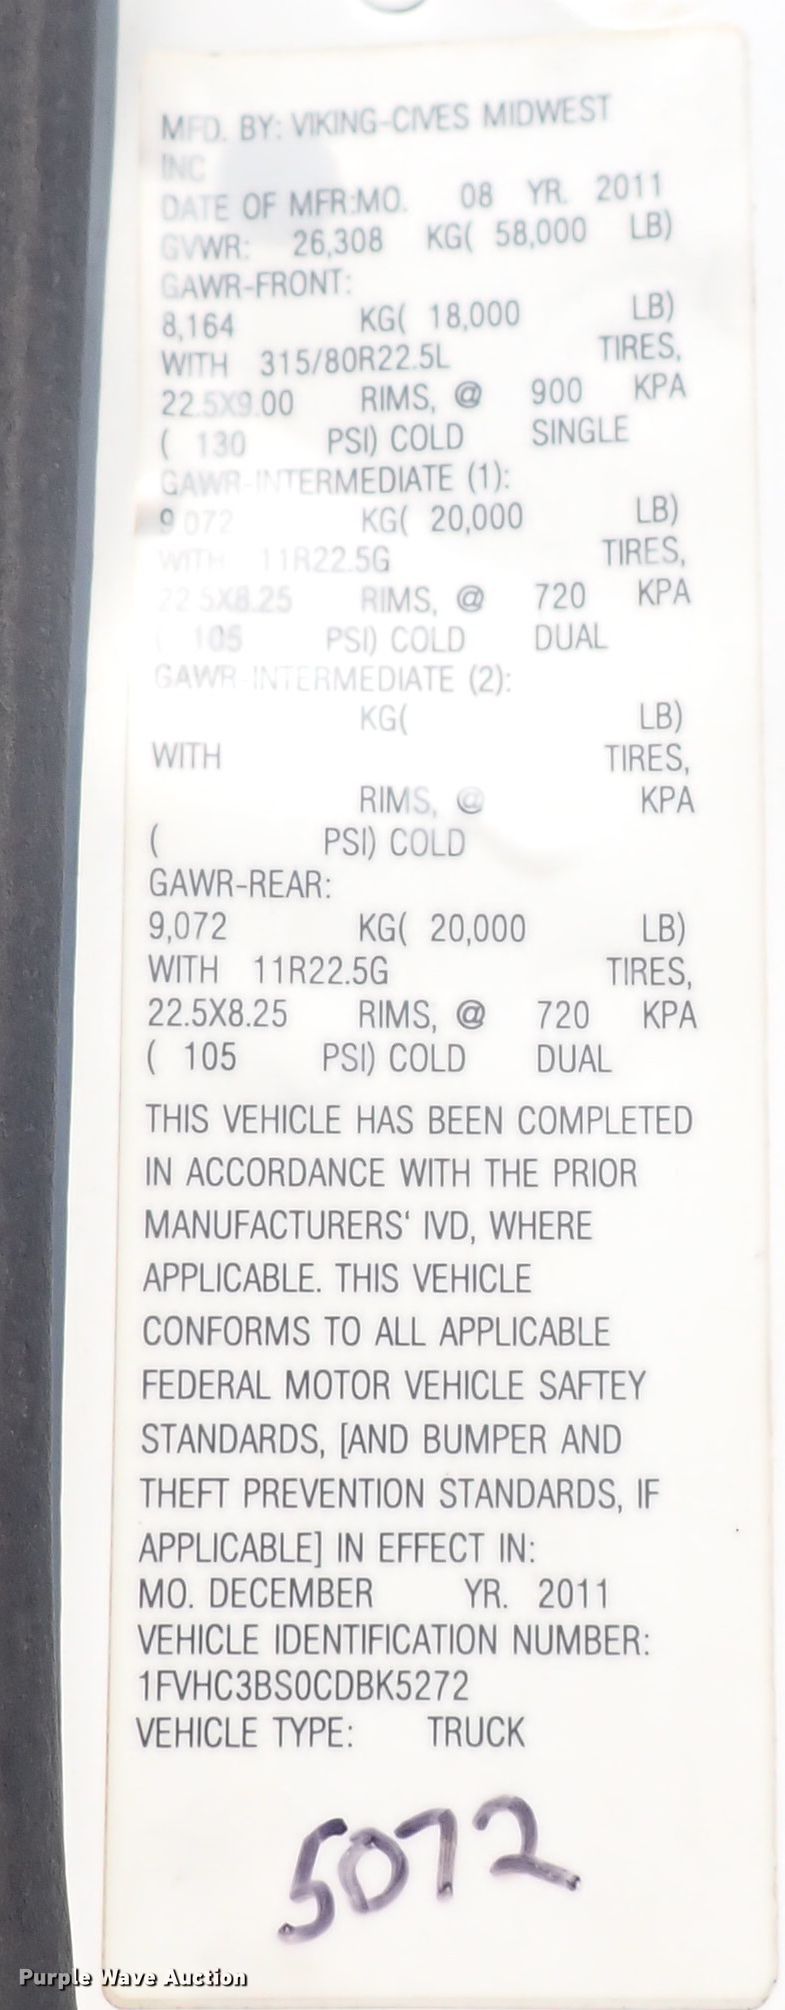 MFD. BY: VIKING-CIVES MIDWEST
INC
DATE OF MFR:MO. 08 YR. 2011
GVWR: 26,308 KG( 58,000 LB)
GAWR-FRONT:
8,164 KG( 18,000 LB)
WITH 315/80R22.5L TIRES,
22.5X9.00 RIMS, @ 900 KPA
( 130 PSI) COLD SINGLE
GAWR-INTERMEDIATE (1):
9,072 KG( 20,000 LB)
WITH 11R22.5G TIRES,
22.5X8.25 RIMS, @ 720 KPA
( 105 PSI) COLD DUAL
GAWR-INTERMEDIATE (2):
KG( LB)
WITH TIRES,
RIMS, @ KPA
( PSI) COLD
GAWR-REAR:
9,072 KG( 20,000 LB)
WITH 11R22.5G TIRES,
22.5X8.25 RIMS, @ 720 KPA
( 105 PSI) COLD DUAL
THIS VEHICLE HAS BEEN COMPLETED
IN ACCORDANCE WITH THE PRIOR
MANUFACTURERS‘ IVD, WHERE
APPLICABLE. THIS VEHICLE
CONFORMS TO ALL APPLICABLE
FEDERAL MOTOR VEHICLE SAFTEY
STANDARDS, [AND BUMPER AND
THEFT PREVENTION STANDARDS, IF
APPLICABLE] IN EFFECT IN:
MO. DECEMBER YR. 2011
VEHICLE IDENTIFICATION NUMBER:
1FVHC3BS0CDBK5272
VEHICLE TYPE: TRUCK
5072
Purple Wave Auction